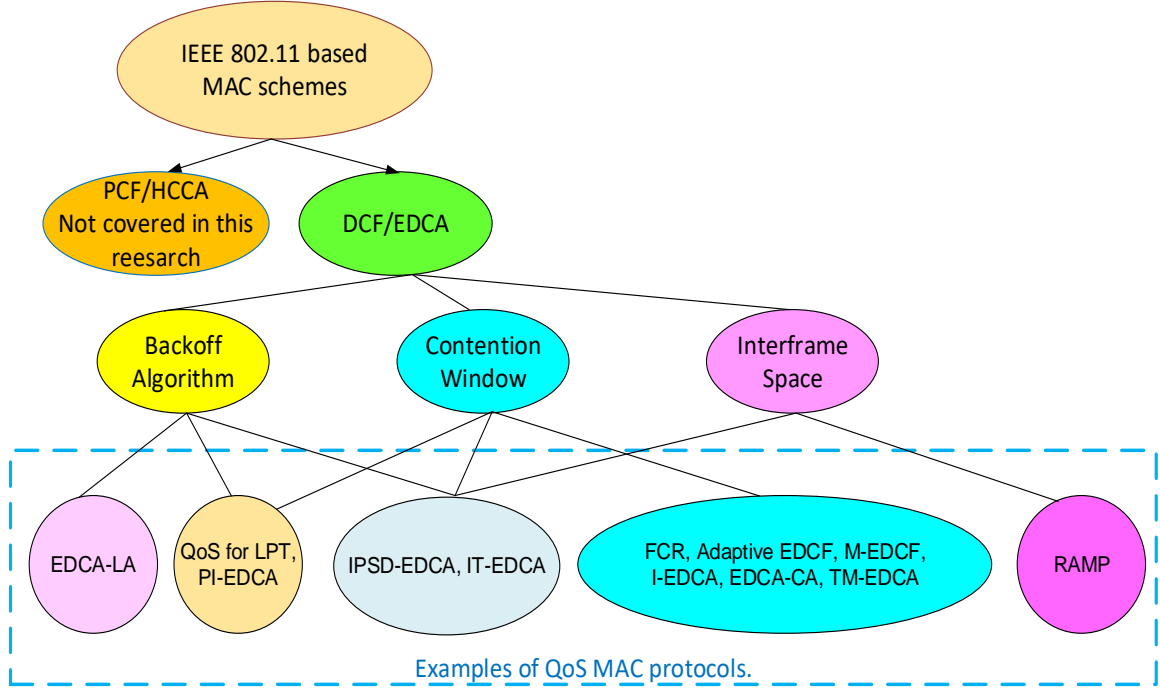 IEEE 802.11 based
MAC schemes
PCF/HCCA
Not covered in this
reesarch
DCF/EDCA
Backoff
Algorithm
Contention
Window
Interframe
Space
EDCA-LA
QoS for LPT,
PI-EDCA
IPSD-EDCA, IT-EDCA
FCR, Adaptive EDCF, M-EDCF,
I-EDCA, EDCA-CA, TM-EDCA
RAMP
Examples of QoS MAC protocols.